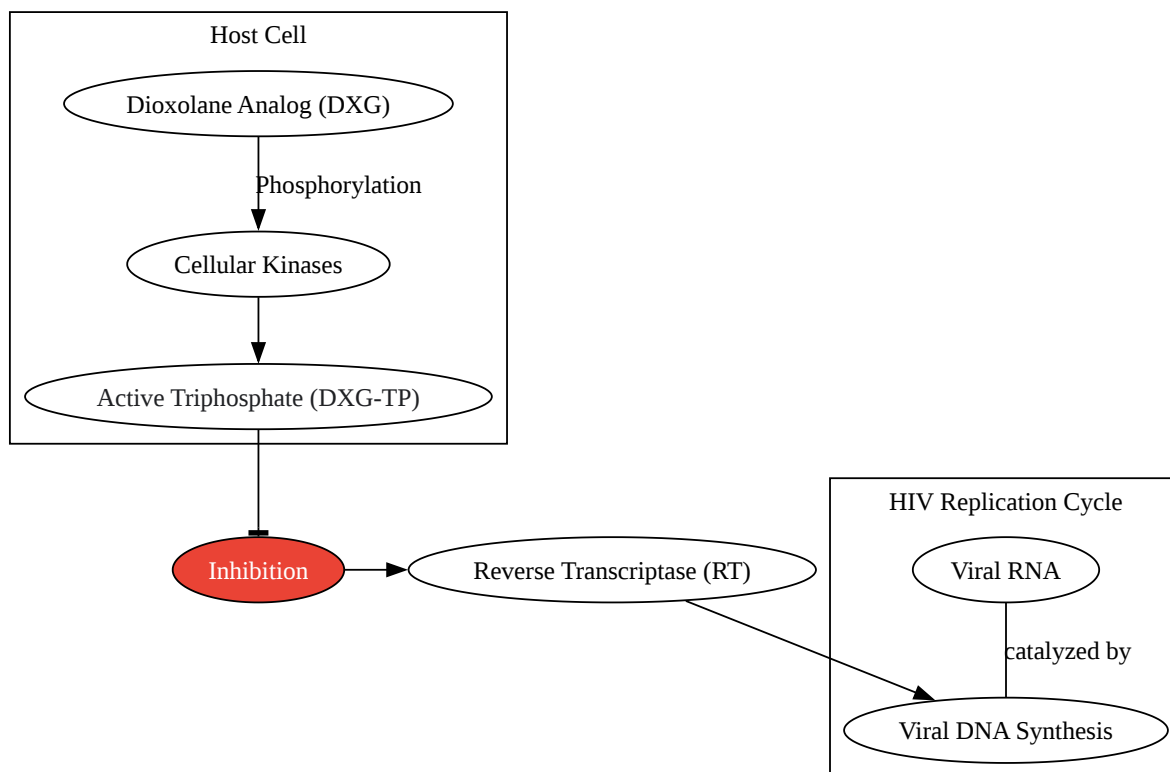 Host Cell
Dioxolane Analog (DXG)
Phosphorylation
Cellular Kinases
Active Triphosphate (DXG-TP)
HIV Replication Cycle
Inhibition
Reverse Transcriptase (RT)
Viral RNA
catalyzed by
Viral DNA Synthesis